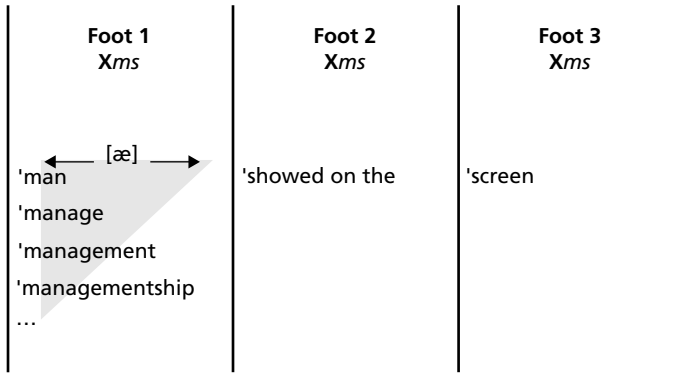 Foot 1 Foot 2 Foot 3
Xms Xms Xms
[æ]
'man 'showed on the 'screen
'manage
'management
'managementship
…